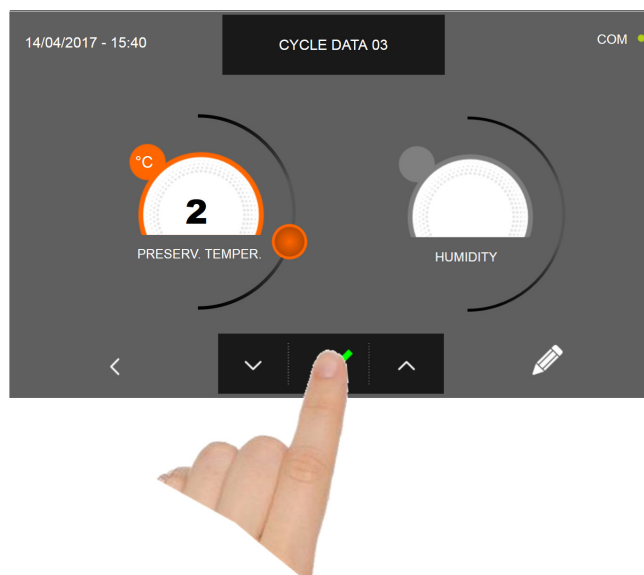 14/04/2017 - 15:40
CYCLE DATA 03
COM
°C
2
PRESERV. TEMPER.
HUMIDITY